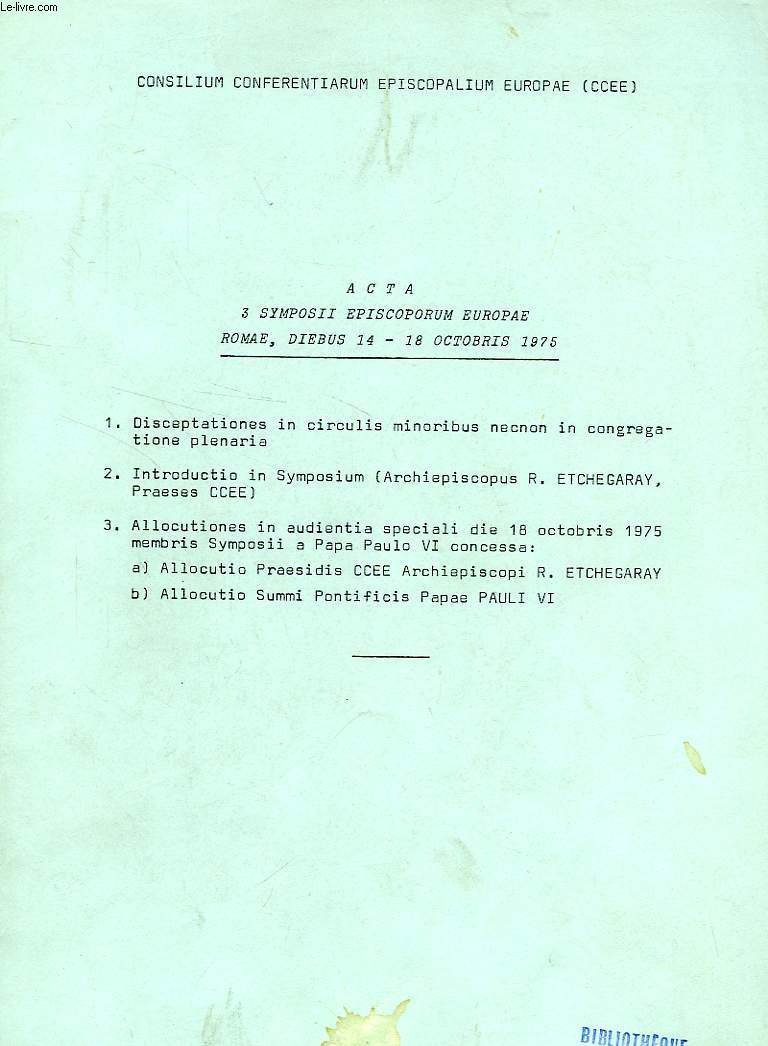 Le-livre.com
CONSILIUM CONFERENTIARUM EPISCOPALIUM EUROPAE (CCEE)
A C T A
3 SYMPOSII EPISCOPORUM EUROPAE
ROMAE, DIEBUS 14 - 18 OCTOBRIS 1975
1. Disceptationes in circulis minoribus necnon in congrega-
tione plenaria
2. Introductio in Symposium (Archiepiscopus R. ETCHEGARAY,
Praeses CCEE)
3. Allocutiones in audientia speciali die 18 octobris 1975
membris Symposii a Papa Paulo VI concessa:
a) Allocutio Praesidis CCEE Archiepiscopi R. ETCHEGARAY
b) Allocutio Summi Pontificis Papae PAULI VI
BIBLIOTHEQUE